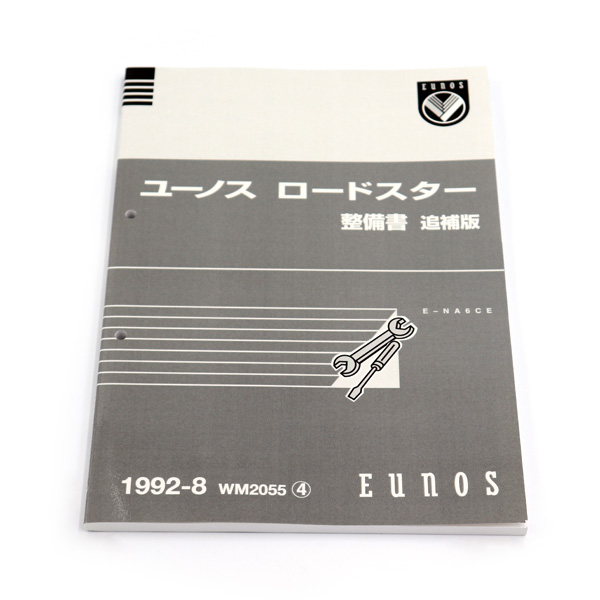 EUNOS
ユーノス ロードスター
整備書 追補版
E-NA6CE
1992-8 WM2055 ④ EUNOS